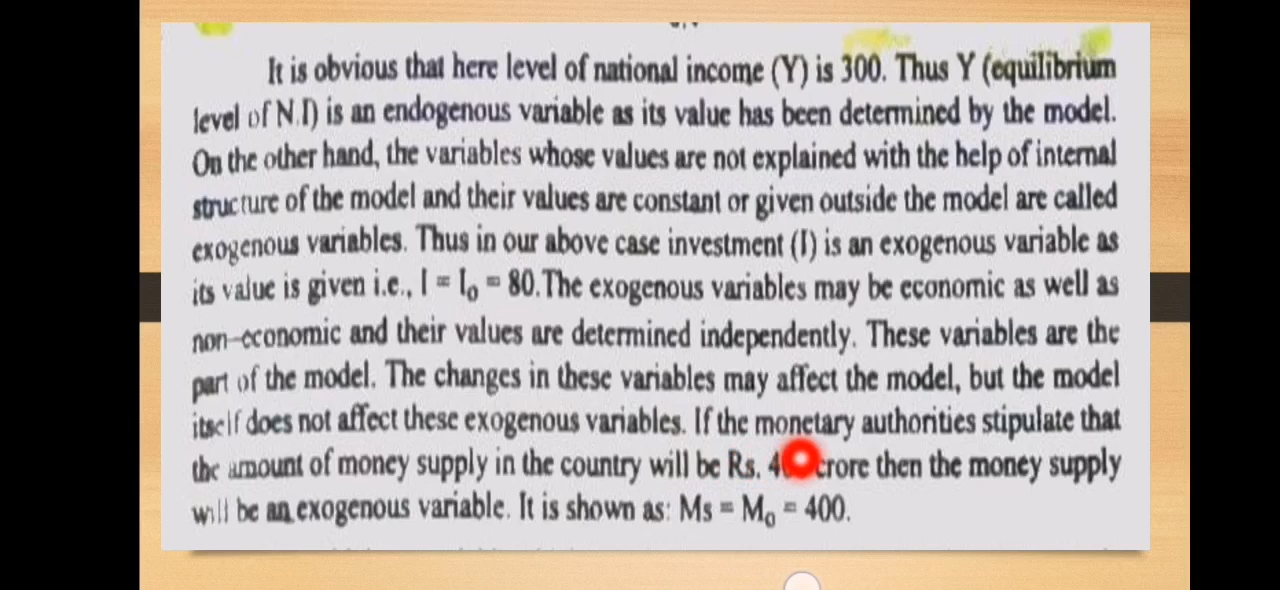 It is obvious that here level of national income (Y) is 300. Thus Y (equilibrium
level of N.I) is an endogenous variable as its value has been determined by the model.
On the other hand, the variables whose values are not explained with the help of internal
structure of the model and their values are constant or given outside the model are called
exogenous variables. Thus in our above case investment (I) is an exogenous variable as
its value is given i.e., I = I₀ = 80.The exogenous variables may be economic as well as
non-economic and their values are determined independently. These variables are the
part of the model. The changes in these variables may affect the model, but the model
itself does not affect these exogenous variables. If the monetary authorities stipulate that
the amount of money supply in the country will be Rs. crore then the money supply
will be an exogenous variable. It is shown as: Ms = M₀ = 400.